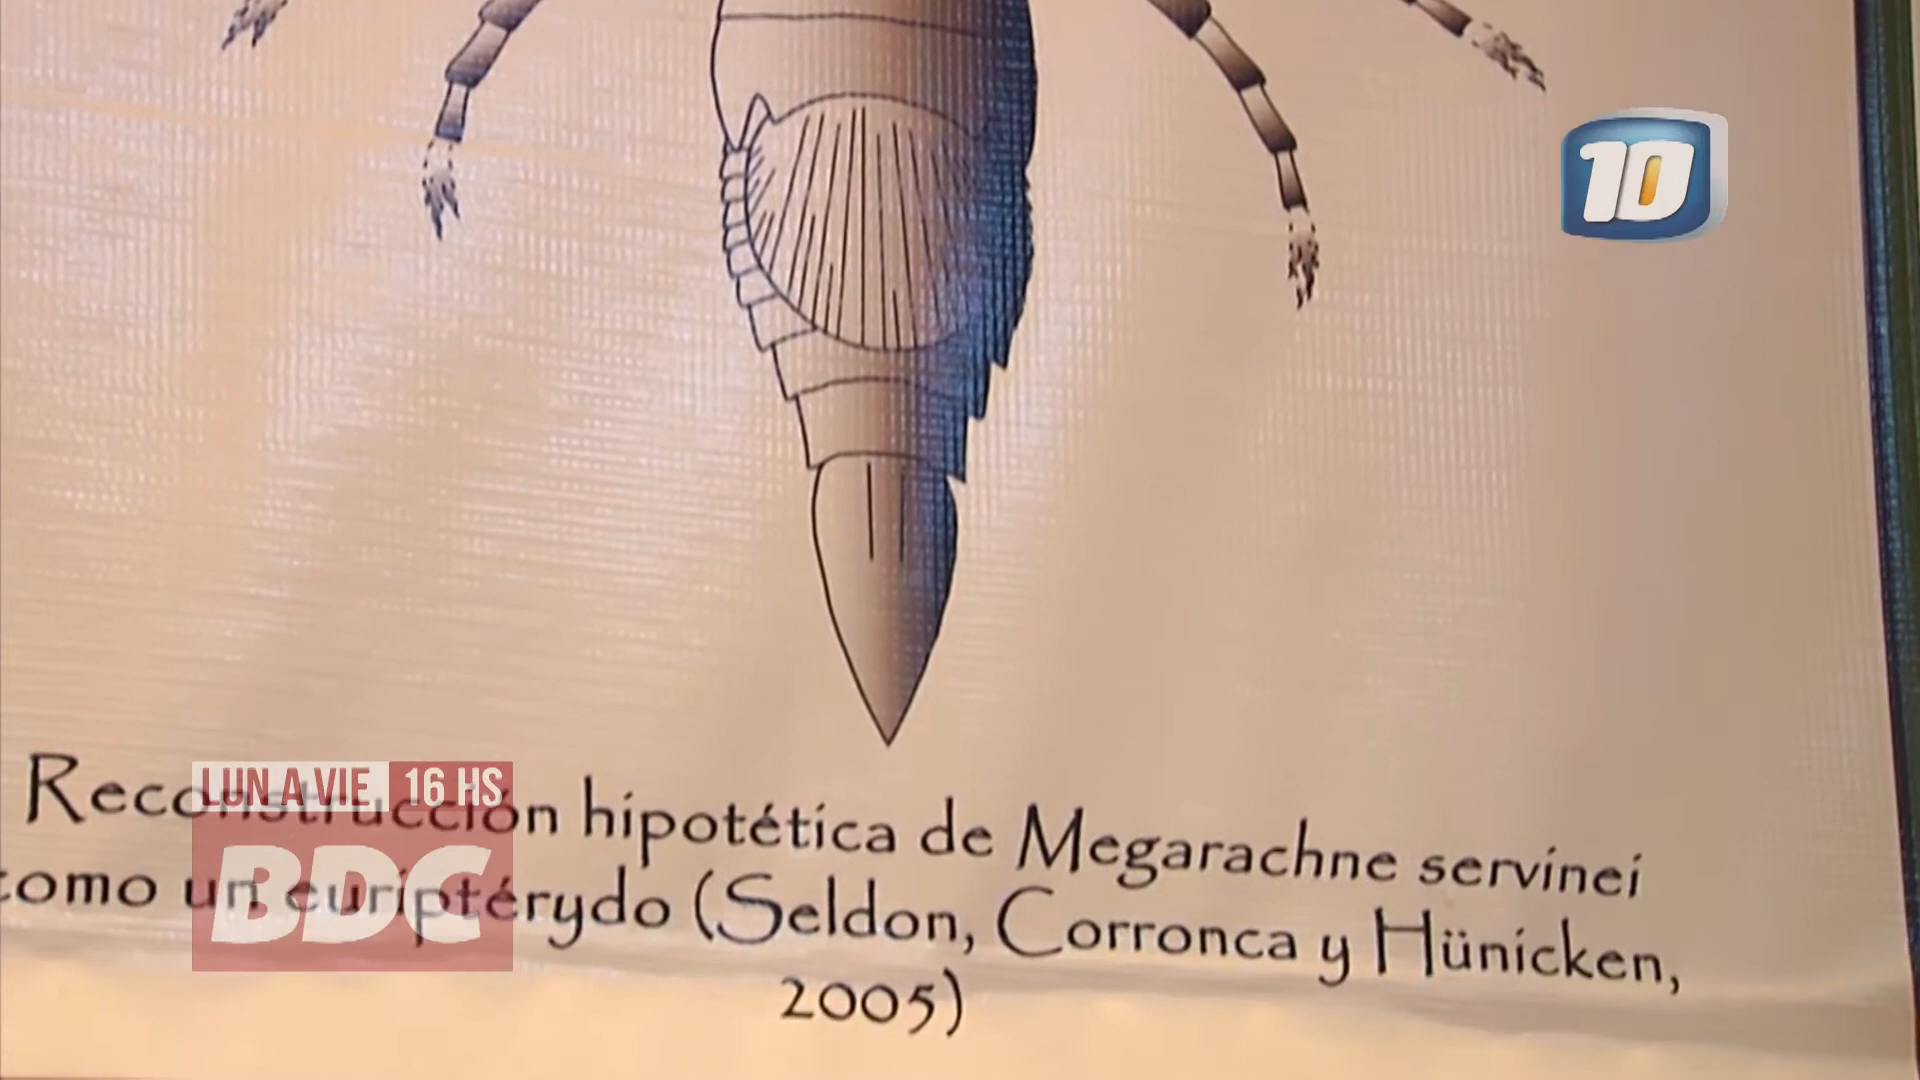 10
LUN A VIE 16 HS
BDC
Reconstrucción hipotética de Megarachne servinei
como un euriptérydo (Seldon, Corronca y Hünicken,
2005)